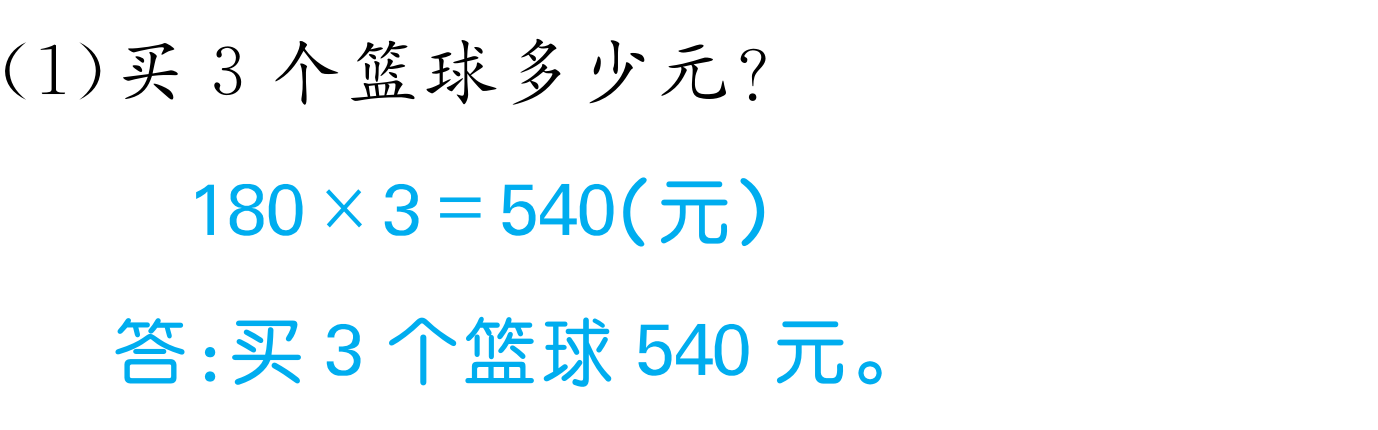 (1)买 3 个篮球多少元?
180×3=540(元)
答:买 3 个篮球 540 元。